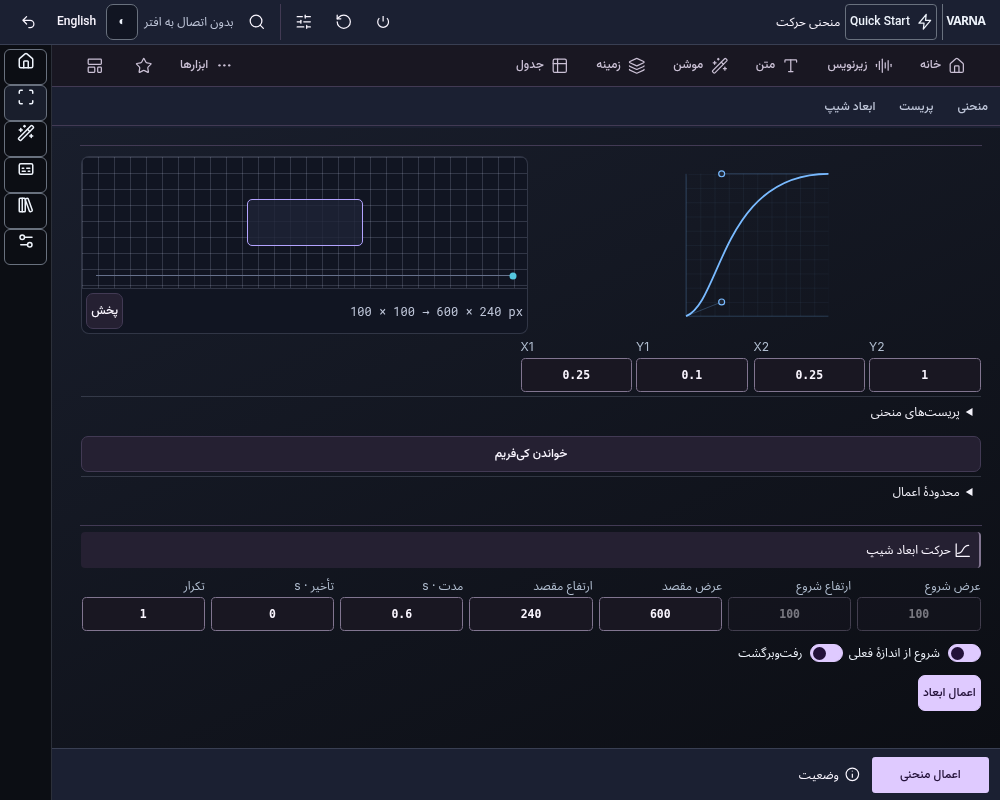 VARNA
Quick Start
منحنی حرکت
بدون اتصال به افتر
English
خانه
زیرنویس
متن
موشن
زمینه
جدول
ابزارها
منحنی
پریست
ابعاد شیپ
پخش
100 × 100 → 600 × 240 px
X1 Y1 X2 Y2
0.25 0.1 0.25 1
پریست‌های منحنی
خواندن کی‌فریم
محدودهٔ اعمال
حرکت ابعاد شیپ
عرض شروع ارتفاع شروع عرض مقصد ارتفاع مقصد مدت · s تأخیر · s تکرار
100 100 600 240 0.6 0 1
شروع از اندازهٔ فعلی رفت‌وبرگشت
اعمال ابعاد
اعمال منحنی
وضعیت